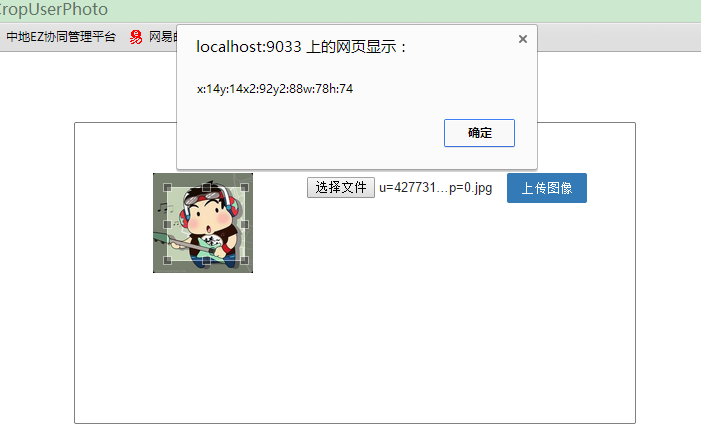 CropUserPhoto
中地EZ协同管理平台
易 网易
localhost:9033 上的网页显示：
x:14y:14x2:92y2:88w:78h:74
确定
选择文件 u=427731...p=0.jpg 上传图像